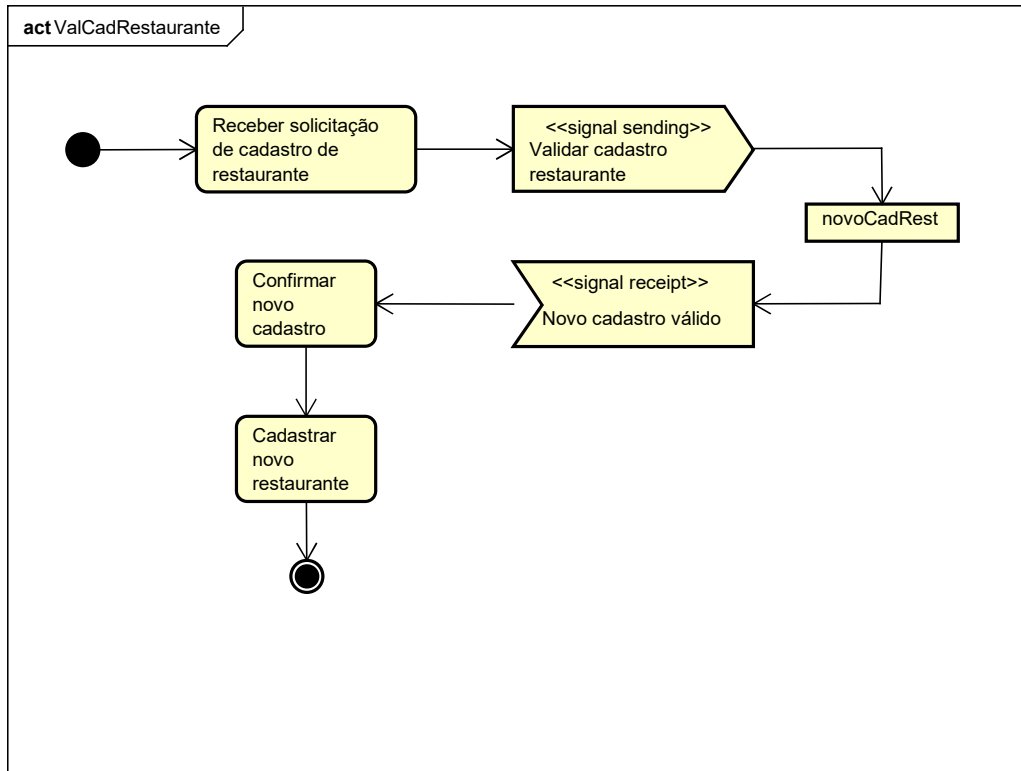 act ValCadRestaurante
Receber solicitação
de cadastro de
restaurante
<<signal sending>>
Validar cadastro
restaurante
novoCadRest
<<signal receipt>>
Novo cadastro válido
Confirmar
novo
cadastro
Cadastrar
novo
restaurante